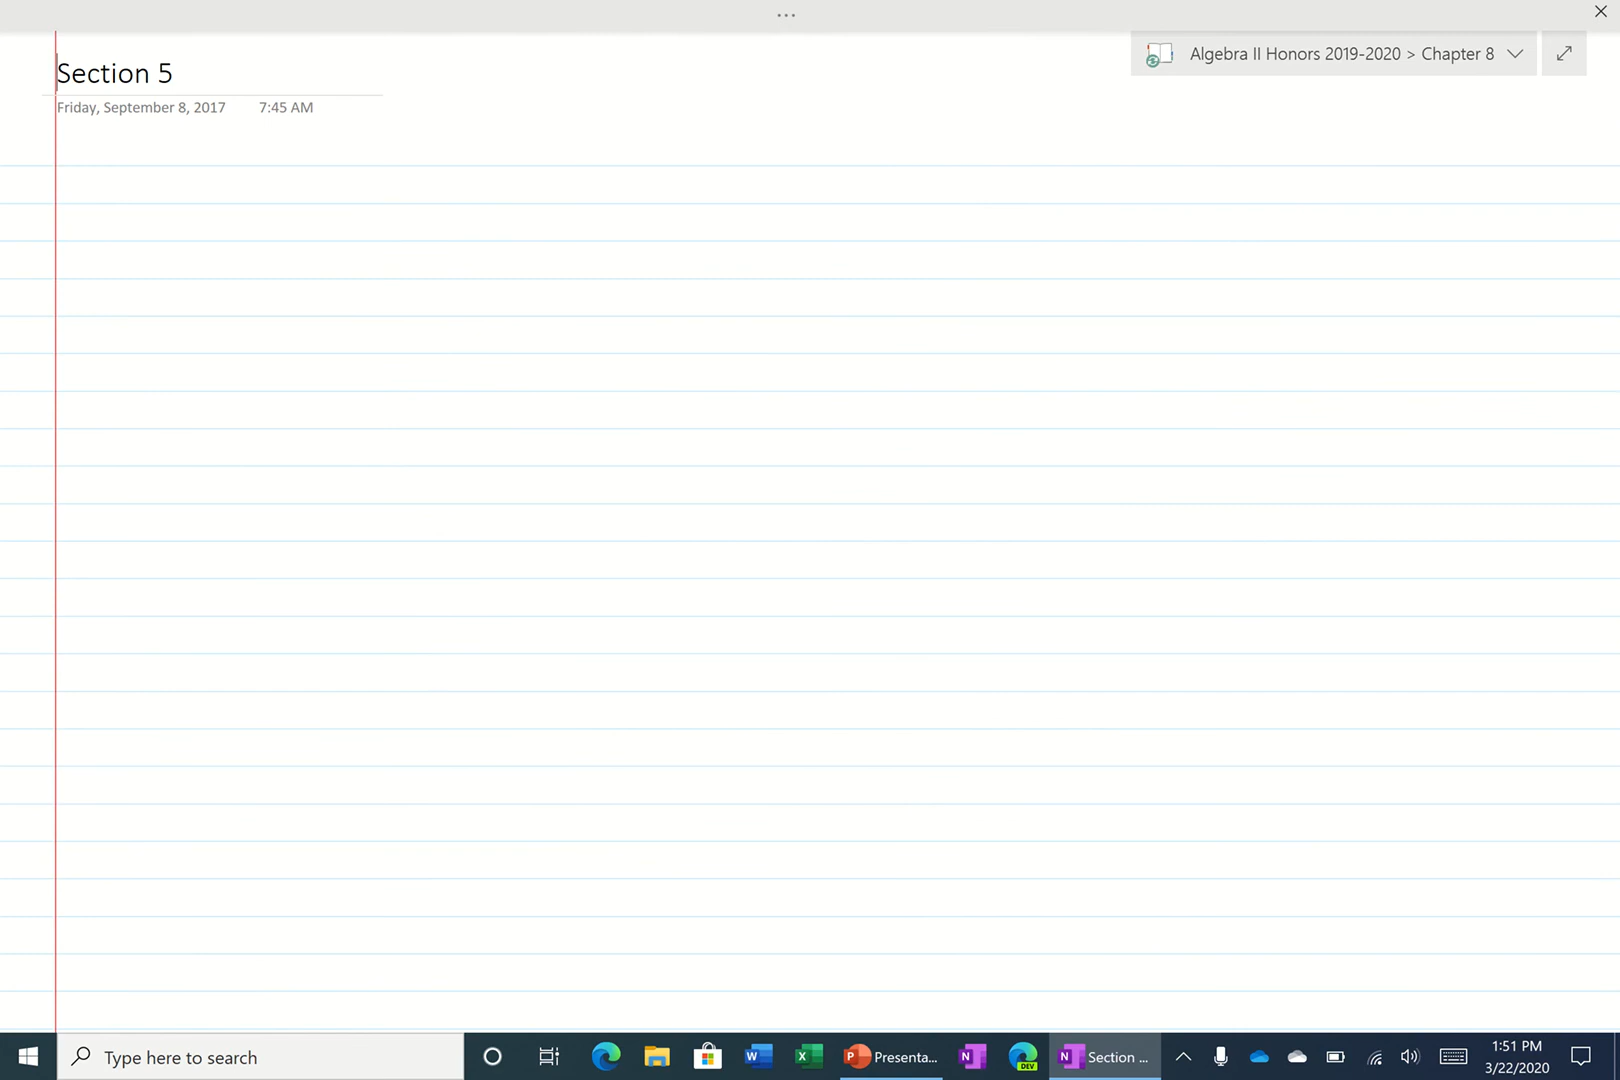 ...
Section 5
Algebra II Honors 2019-2020 > Chapter 8
Friday, September 8, 2017 7:45 AM
Type here to search
W
X
P Presenta...
N
DEV
N Section ...
1:51 PM
3/22/2020